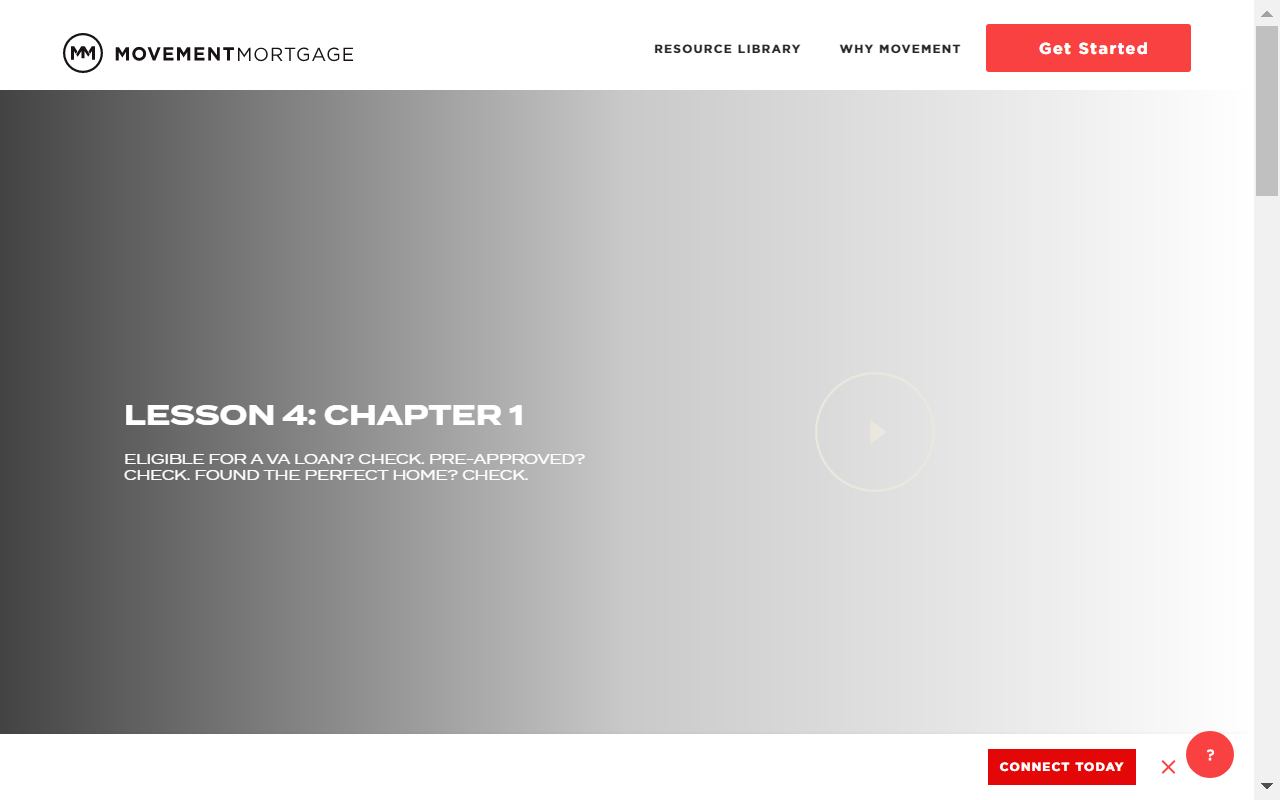 MOVEMENTMORTGAGE
RESOURCE LIBRARY
WHY MOVEMENT
Get Started
LESSON 4: CHAPTER 1
ELIGIBLE FOR A VA LOAN? CHECK. PRE-APPROVED?
CHECK. FOUND THE PERFECT HOME? CHECK.
CONNECT TODAY
?